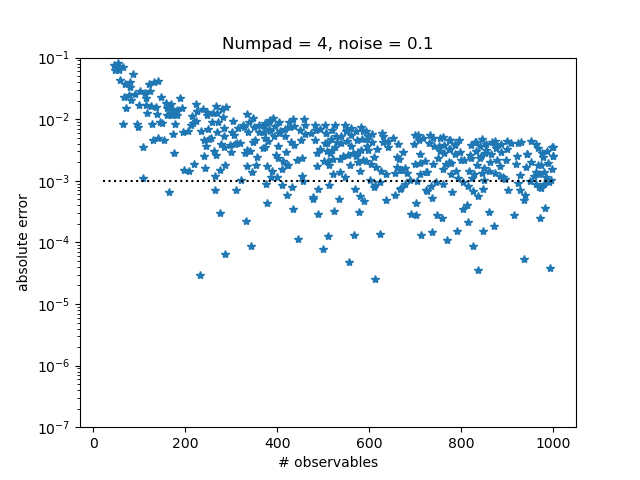 Numpad = 4, noise = 0.1
10⁻¹
10⁻²
10⁻³
10⁻⁴
10⁻⁵
10⁻⁶
10⁻⁷
absolute error
0 200 400 600 800 1000
# observables